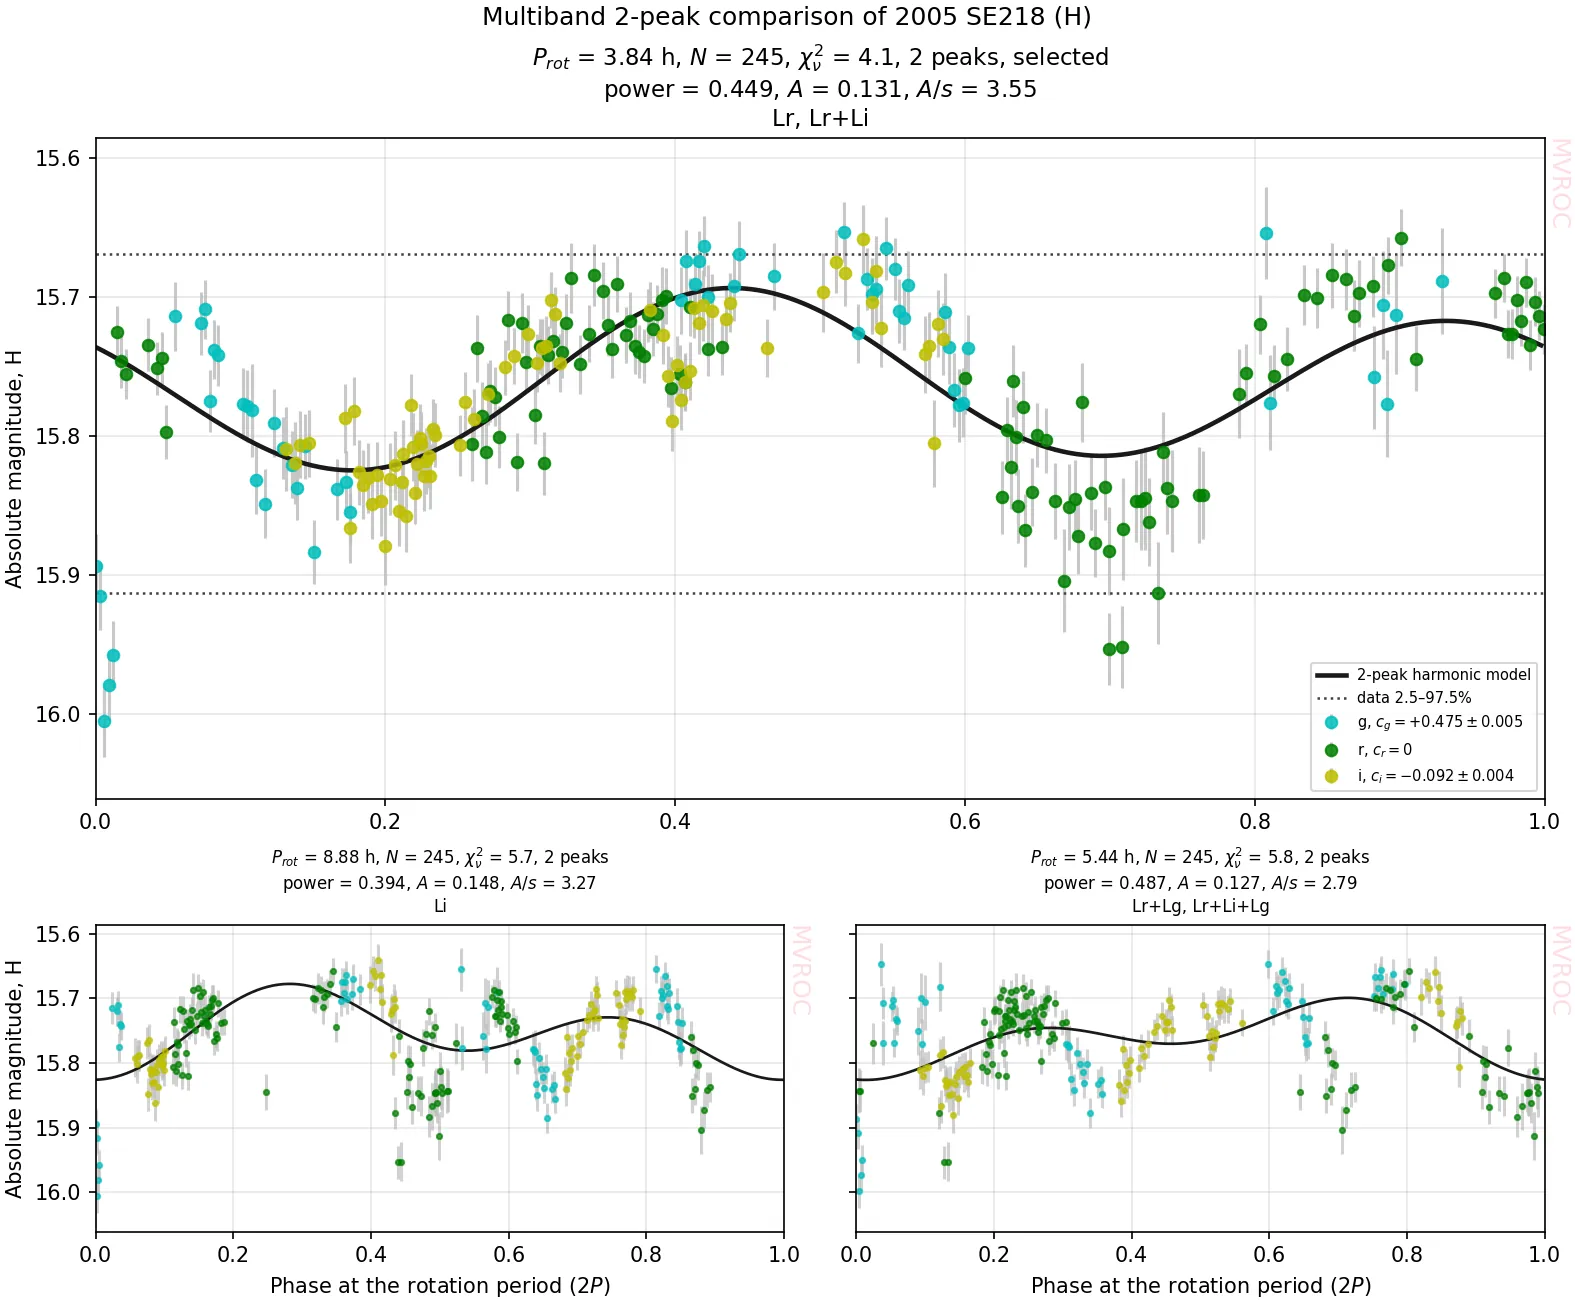 Multiband 2-peak comparison of 2005 SE218 (H)
P_rot = 3.84 h, N = 245, χ²_ν = 4.1, 2 peaks, selected
power = 0.449, A = 0.131, A/s = 3.55
Lr, Lr+Li
15.6
15.7
15.8
15.9
16.0
Absolute magnitude, H
MVROC
2-peak harmonic model
data 2.5–97.5%
g, c_g = +0.475 ± 0.005
r, c_r = 0
i, c_i = −0.092 ± 0.004
0.0 0.2 0.4 0.6 0.8 1.0
P_rot = 8.88 h, N = 245, χ²_ν = 5.7, 2 peaks
power = 0.394, A = 0.148, A/s = 3.27
Li
15.6
15.7
15.8
15.9
16.0
Absolute magnitude, H
MVROC
0.0 0.2 0.4 0.6 0.8 1.0
Phase at the rotation period (2P)
P_rot = 5.44 h, N = 245, χ²_ν = 5.8, 2 peaks
power = 0.487, A = 0.127, A/s = 2.79
Lr+Lg, Lr+Li+Lg
MVROC
0.0 0.2 0.4 0.6 0.8 1.0
Phase at the rotation period (2P)